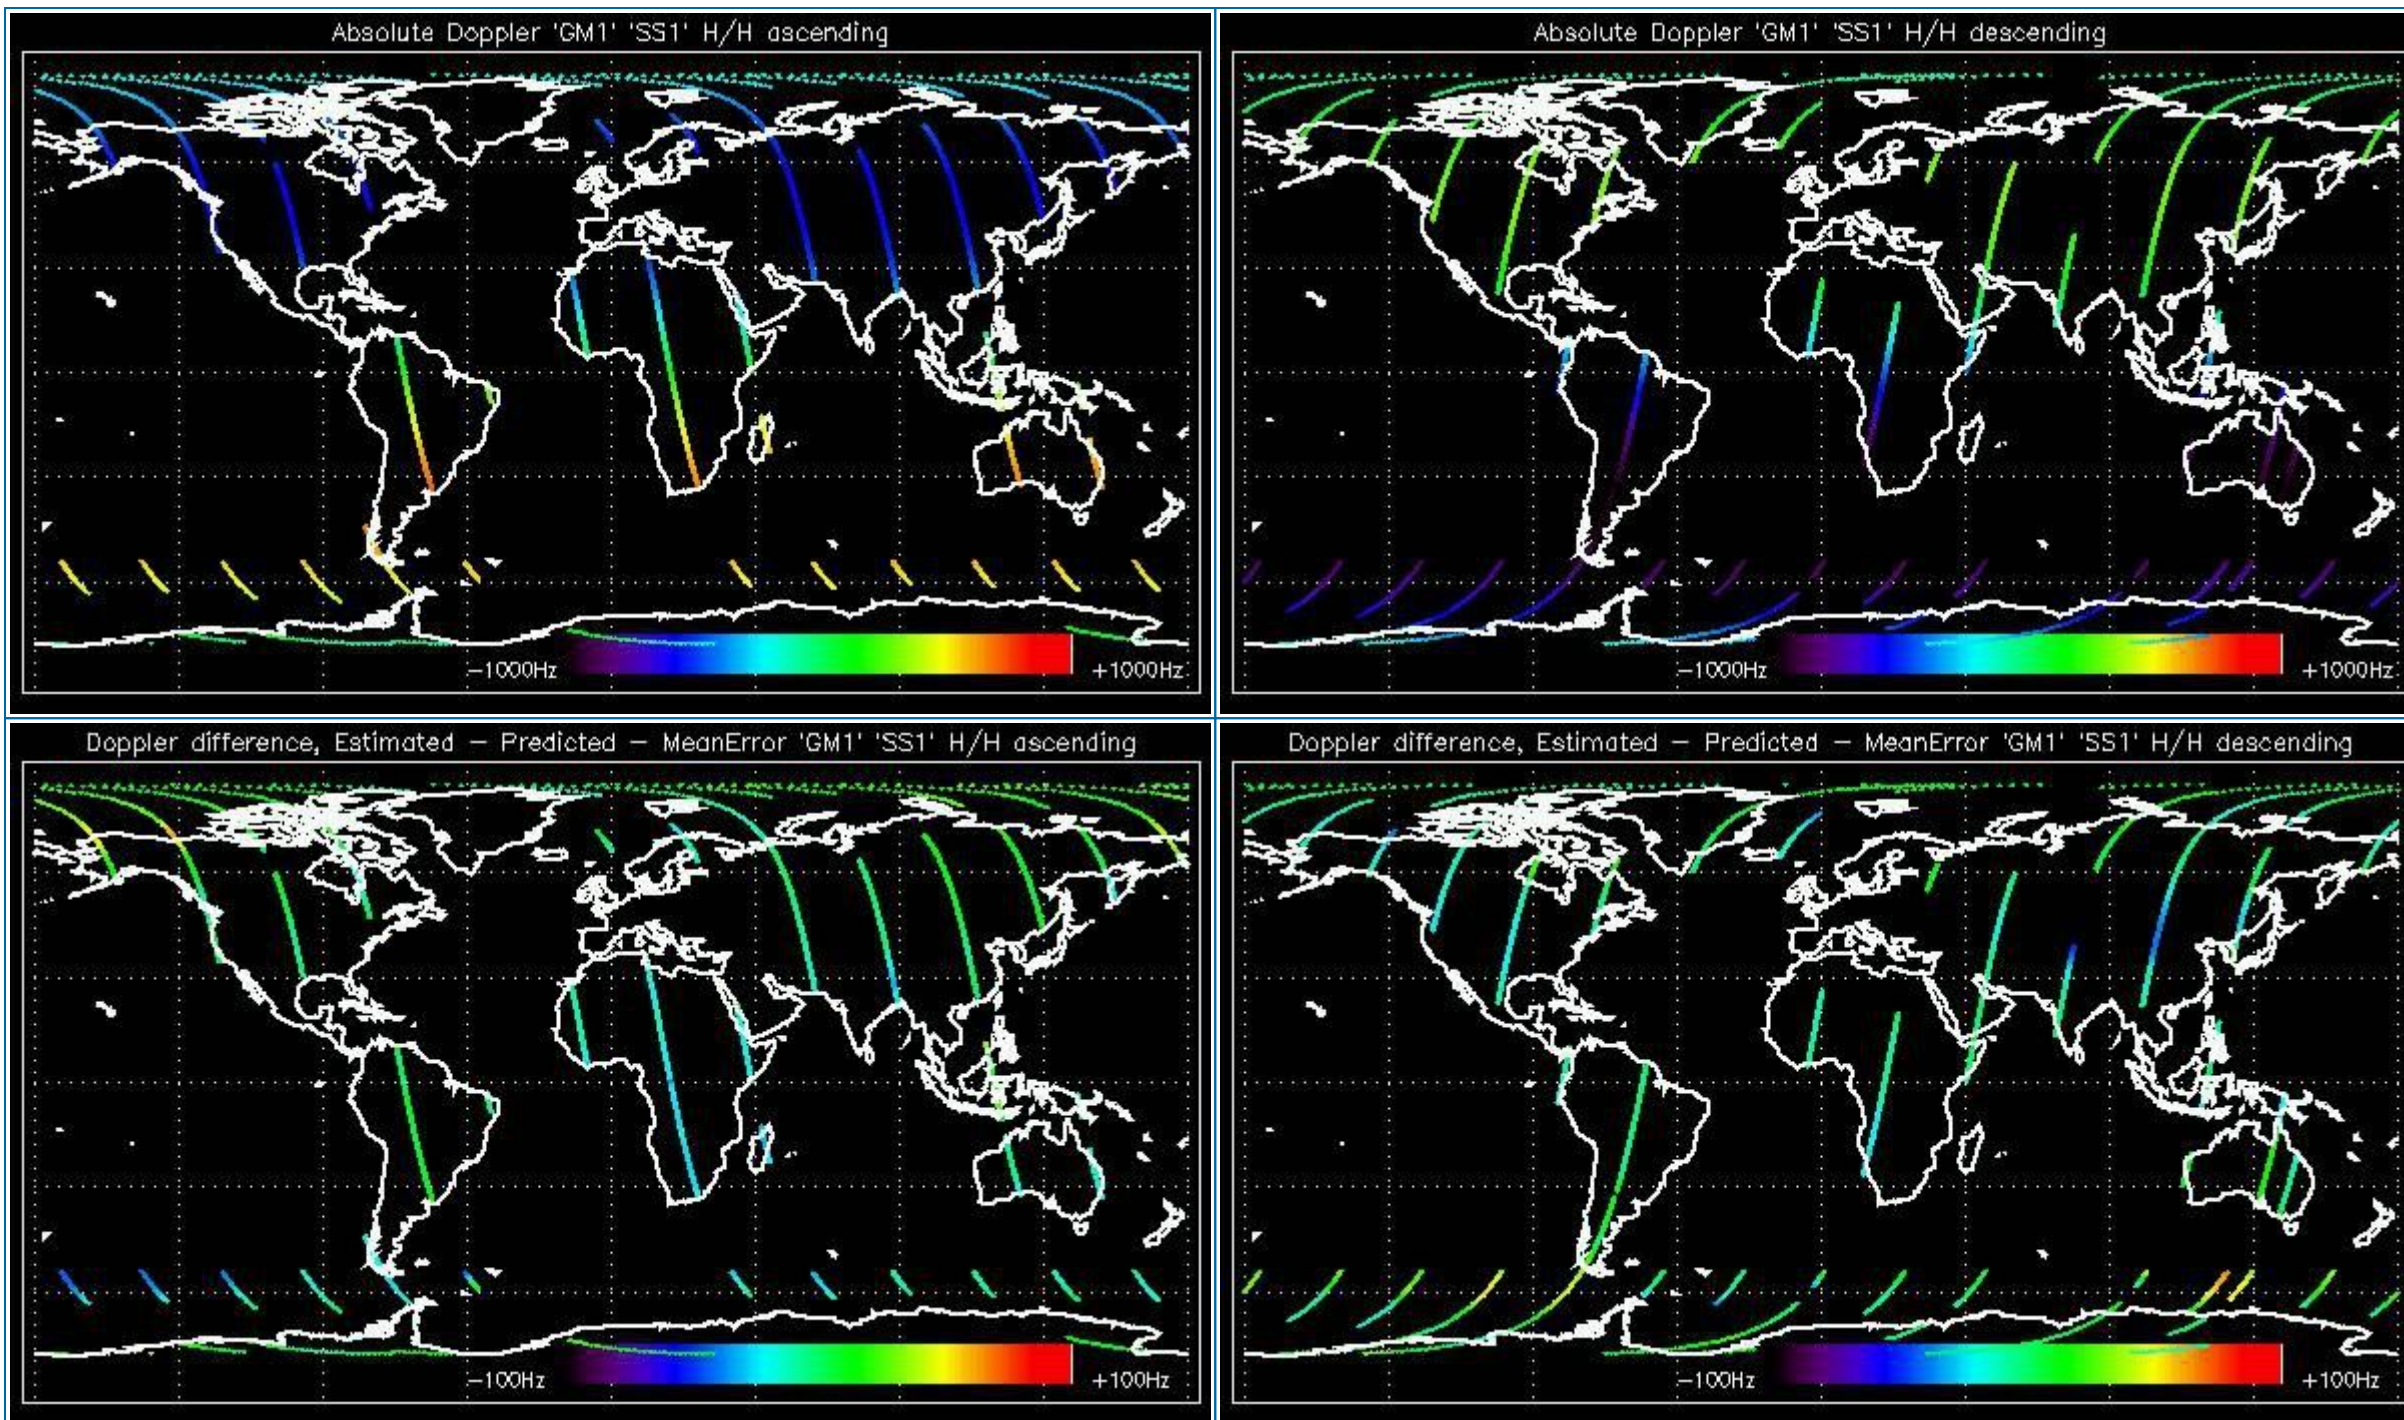 Absolute Doppler 'GM1' 'SS1' H/H ascending
−1000Hz
+1000Hz
Absolute Doppler 'GM1' 'SS1' H/H descending
−1000Hz
+1000Hz
Doppler difference, Estimated − Predicted − MeanError 'GM1' 'SS1' H/H ascending
−100Hz
+100Hz
Doppler difference, Estimated − Predicted − MeanError 'GM1' 'SS1' H/H descending
−100Hz
+100Hz